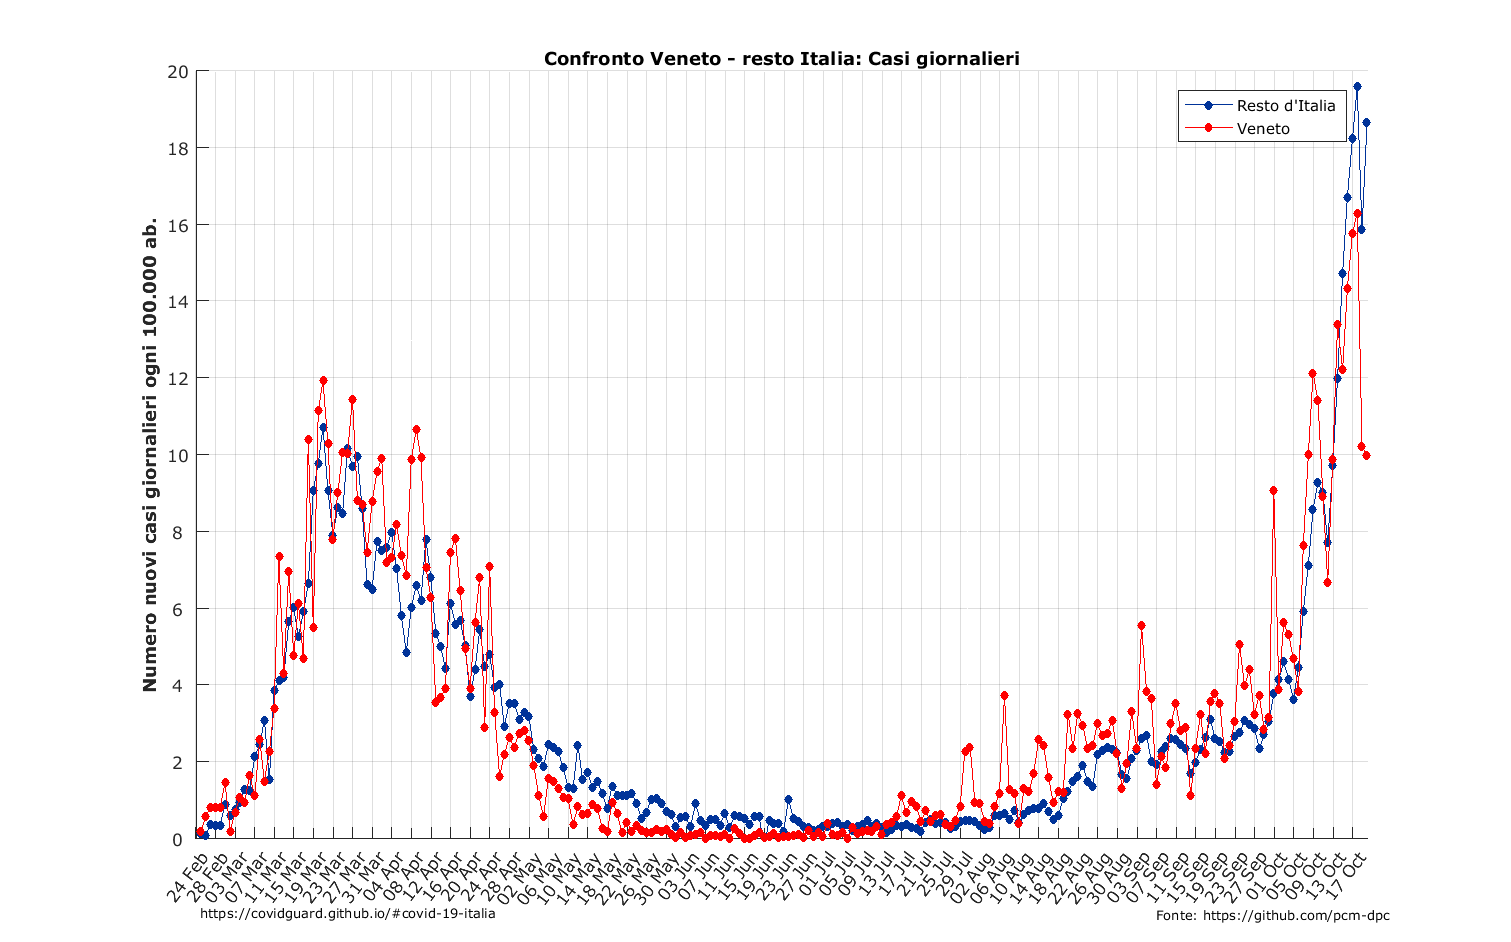 Confronto Veneto - resto Italia: Casi giornalieri
Numero nuovi casi giornalieri ogni 100.000 ab.
20
18
16
14
12
10
8
6
4
2
0
Resto d'Italia
Veneto
24 Feb
28 Feb
03 Mar
07 Mar
11 Mar
15 Mar
19 Mar
23 Mar
27 Mar
31 Mar
04 Apr
08 Apr
12 Apr
16 Apr
20 Apr
24 Apr
28 Apr
02 May
06 May
10 May
14 May
18 May
22 May
26 May
30 May
03 Jun
07 Jun
11 Jun
15 Jun
19 Jun
23 Jun
27 Jun
01 Jul
05 Jul
09 Jul
13 Jul
17 Jul
21 Jul
25 Jul
29 Jul
02 Aug
06 Aug
10 Aug
14 Aug
18 Aug
22 Aug
26 Aug
30 Aug
03 Sep
07 Sep
11 Sep
15 Sep
19 Sep
23 Sep
27 Sep
01 Oct
05 Oct
09 Oct
13 Oct
17 Oct
https://covidguard.github.io/#covid-19-italia
Fonte: https://github.com/pcm-dpc